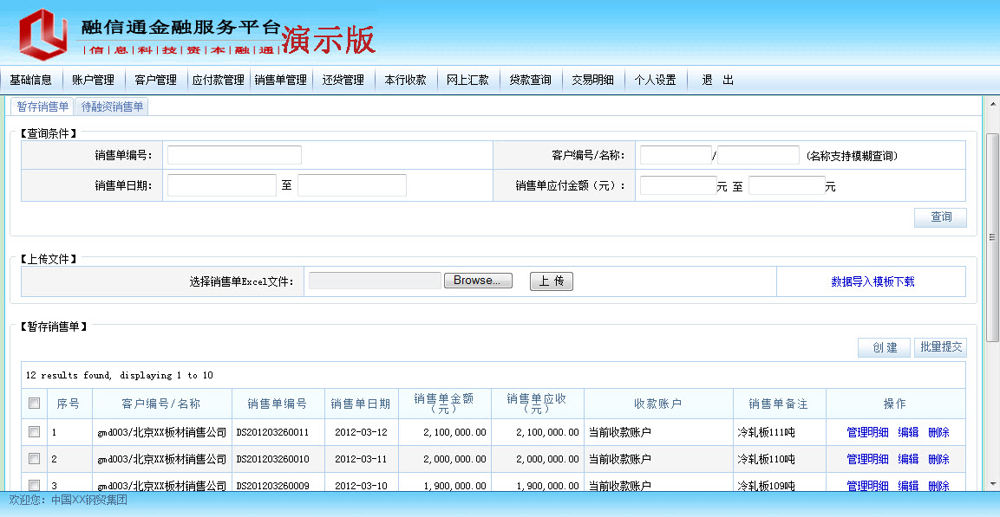 融信通金融服务平台
信息科技资本融通
演示版
基础信息 账户管理 客户管理 应付款管理 销售单管理 还贷管理 本行收款 网上汇款 贷款查询 交易明细 个人设置 退 出
暂存销售单 待融资销售单
【查询条件】
销售单编号: 客户编号/名称: / (名称支持模糊查询)
销售单日期: 至 销售单应付金额(元): 元 至 元
查询
【上传文件】
选择销售单Excel文件: Browse... 上 传 数据导入模板下载
【暂存销售单】
创 建 批量提交
12 results found, displaying 1 to 10
序号 客户编号/名称 销售单编号 销售单日期 销售单金额(元) 销售单应收(元) 收款账户 销售单备注 操作
1 gmd003/北京XX板材销售公司 DS201203260011 2012-03-12 2,100,000.00 2,100,000.00 当前收款账户 冷轧板111吨 管理明细 编辑 删除
2 gmd003/北京XX板材销售公司 DS201203260010 2012-03-11 2,000,000.00 2,000,000.00 当前收款账户 冷轧板110吨 管理明细 编辑 删除
3 gmd003/北京XX板材销售公司 DS201203260009 2012-03-10 1,900,000.00 1,900,000.00 当前收款账户 冷轧板109吨 管理明细 编辑 删除
欢迎您: 中国XX钢贸集团